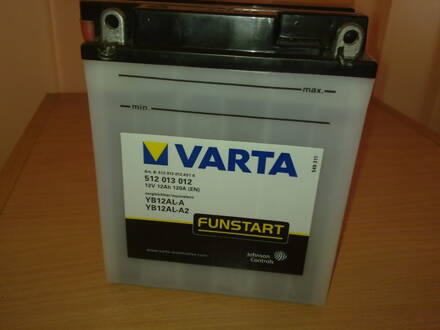 max.
min.
VARTA
512 013 012
12V 12Ah 120A (EN)
YB12AL-A
YB12AL-A2
FUNSTART
Johnson
Controls